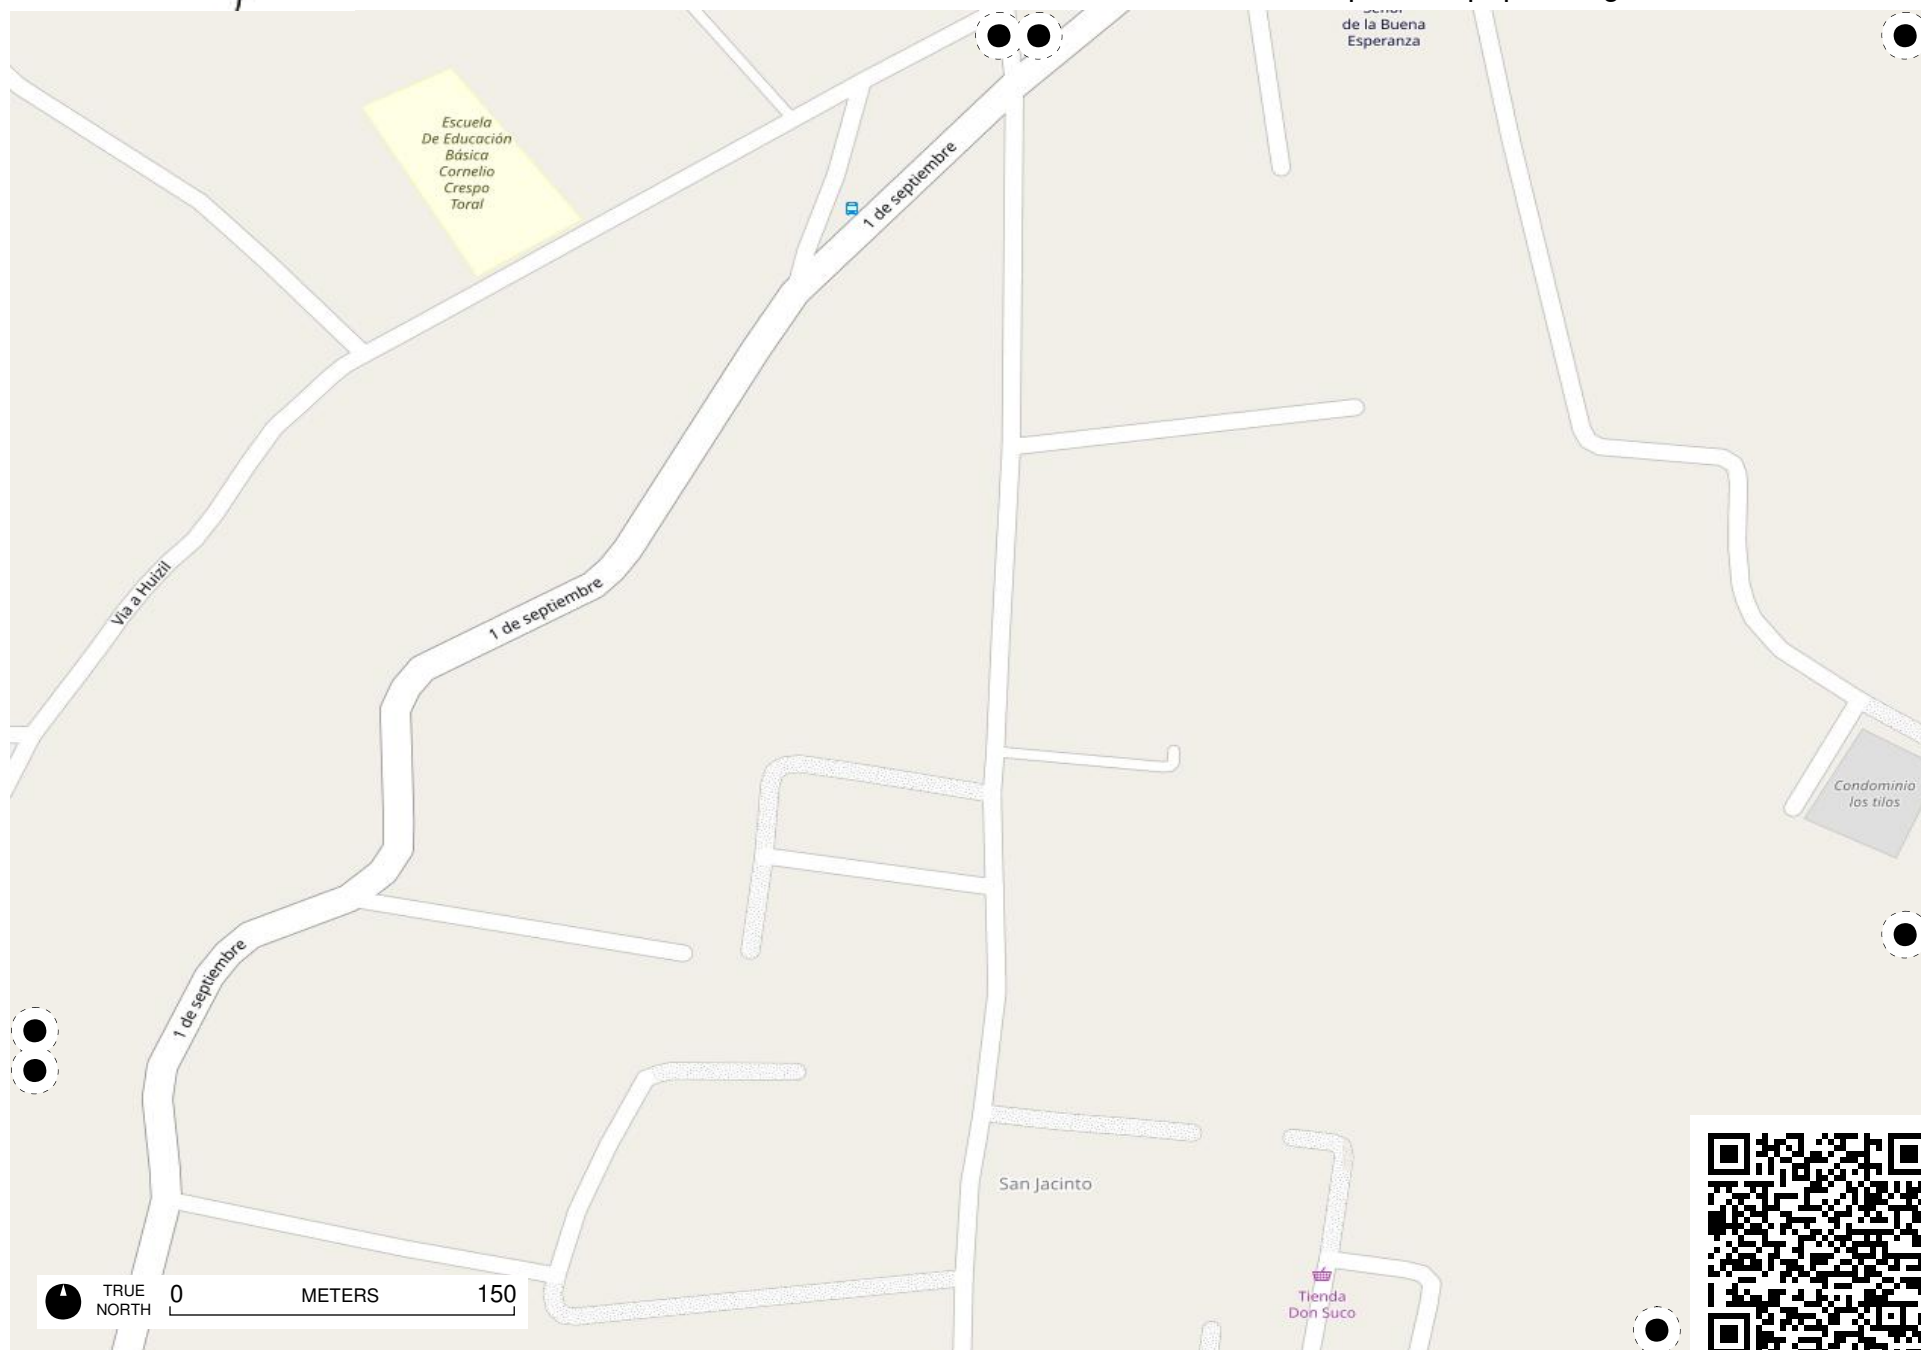 de la Buena
Esperanza
Escuela
De Educación
Básica
Cornelio
Crespo
Toral
1 de septiembre
Via a Huizil
1 de septiembre
Condominio
los tilos
1 de septiembre
San Jacinto
TRUE
NORTH
0 METERS 150
Tienda
Don Suco